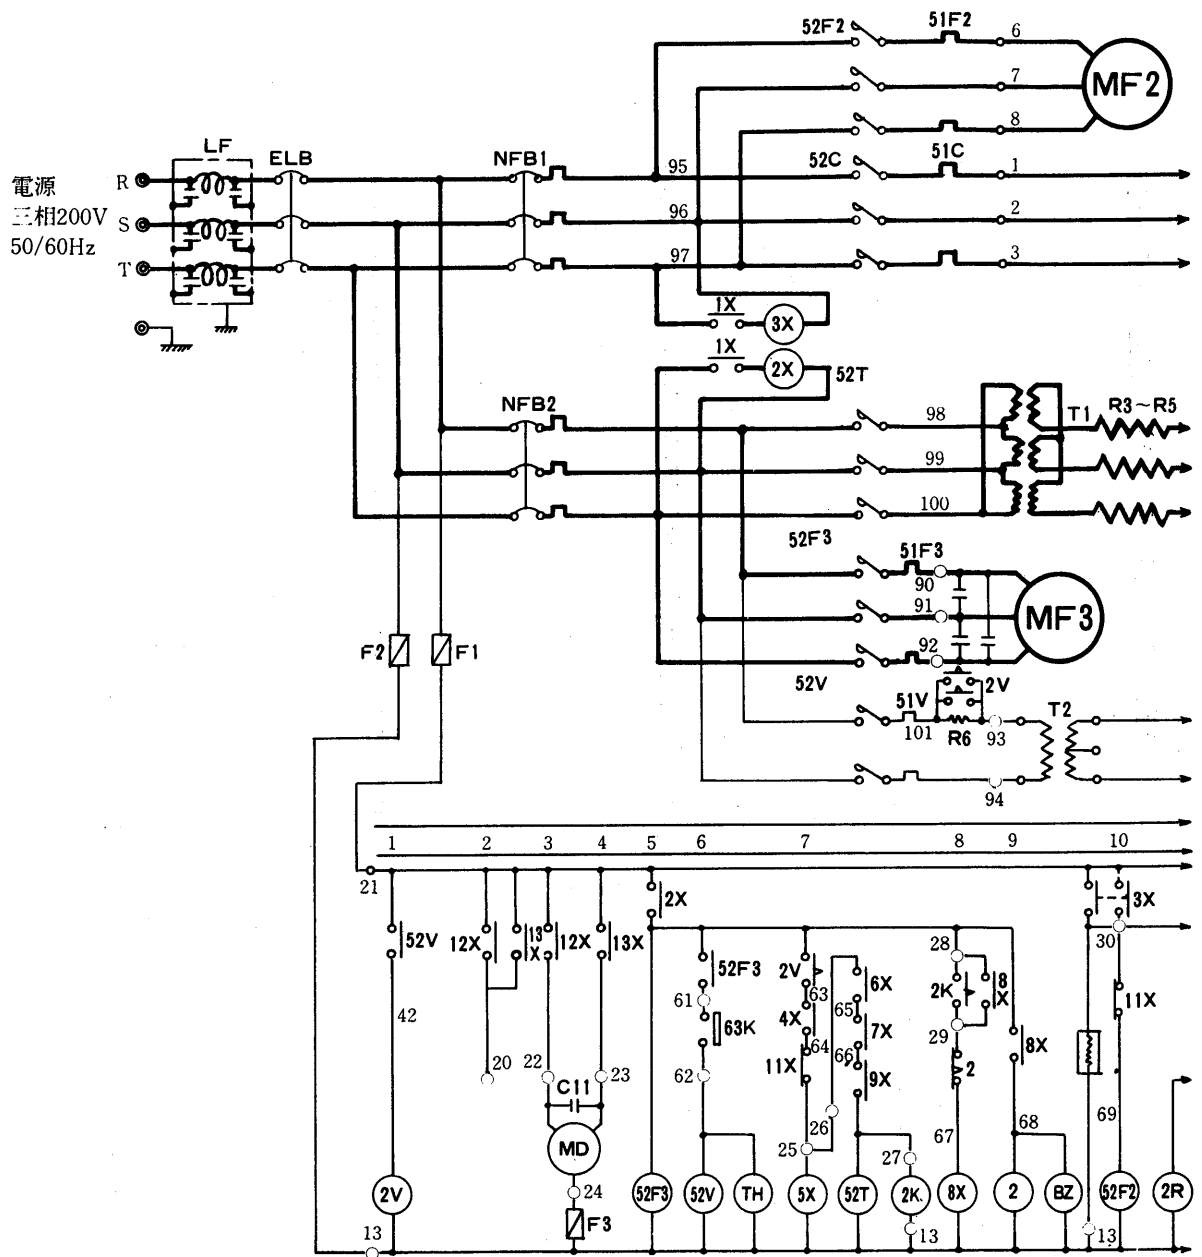 52F2 51F2 6
MF2
7
8
LF ELB NFB1 95 52C 51C 1
電源 R
三相200V S 96 2
50/60Hz
T 97 3
1X 3X
1X 2X 52T
NFB2 98 T1 R3～R5
99
100
52F3 51F3
90
91 MF3
92
F2 F1 52V 2V
51V T2
101 R6 93
94
1 2 3 4 5 6 7 8 9 10
21 2X 3X
52V 12X 13X 12X 13X 52F3 2V 6X 28 2K 8X 30
61 63 65
42 63K 4X 7X 29 8X 11X
64 66
20 22 23 62 11X 9X 2
C11 26 67 68 69
MD 25 27
24
2V F3 52F3 52V TH 5X 52T 2K 8X 2 BZ 52F2 2R
13 13 13